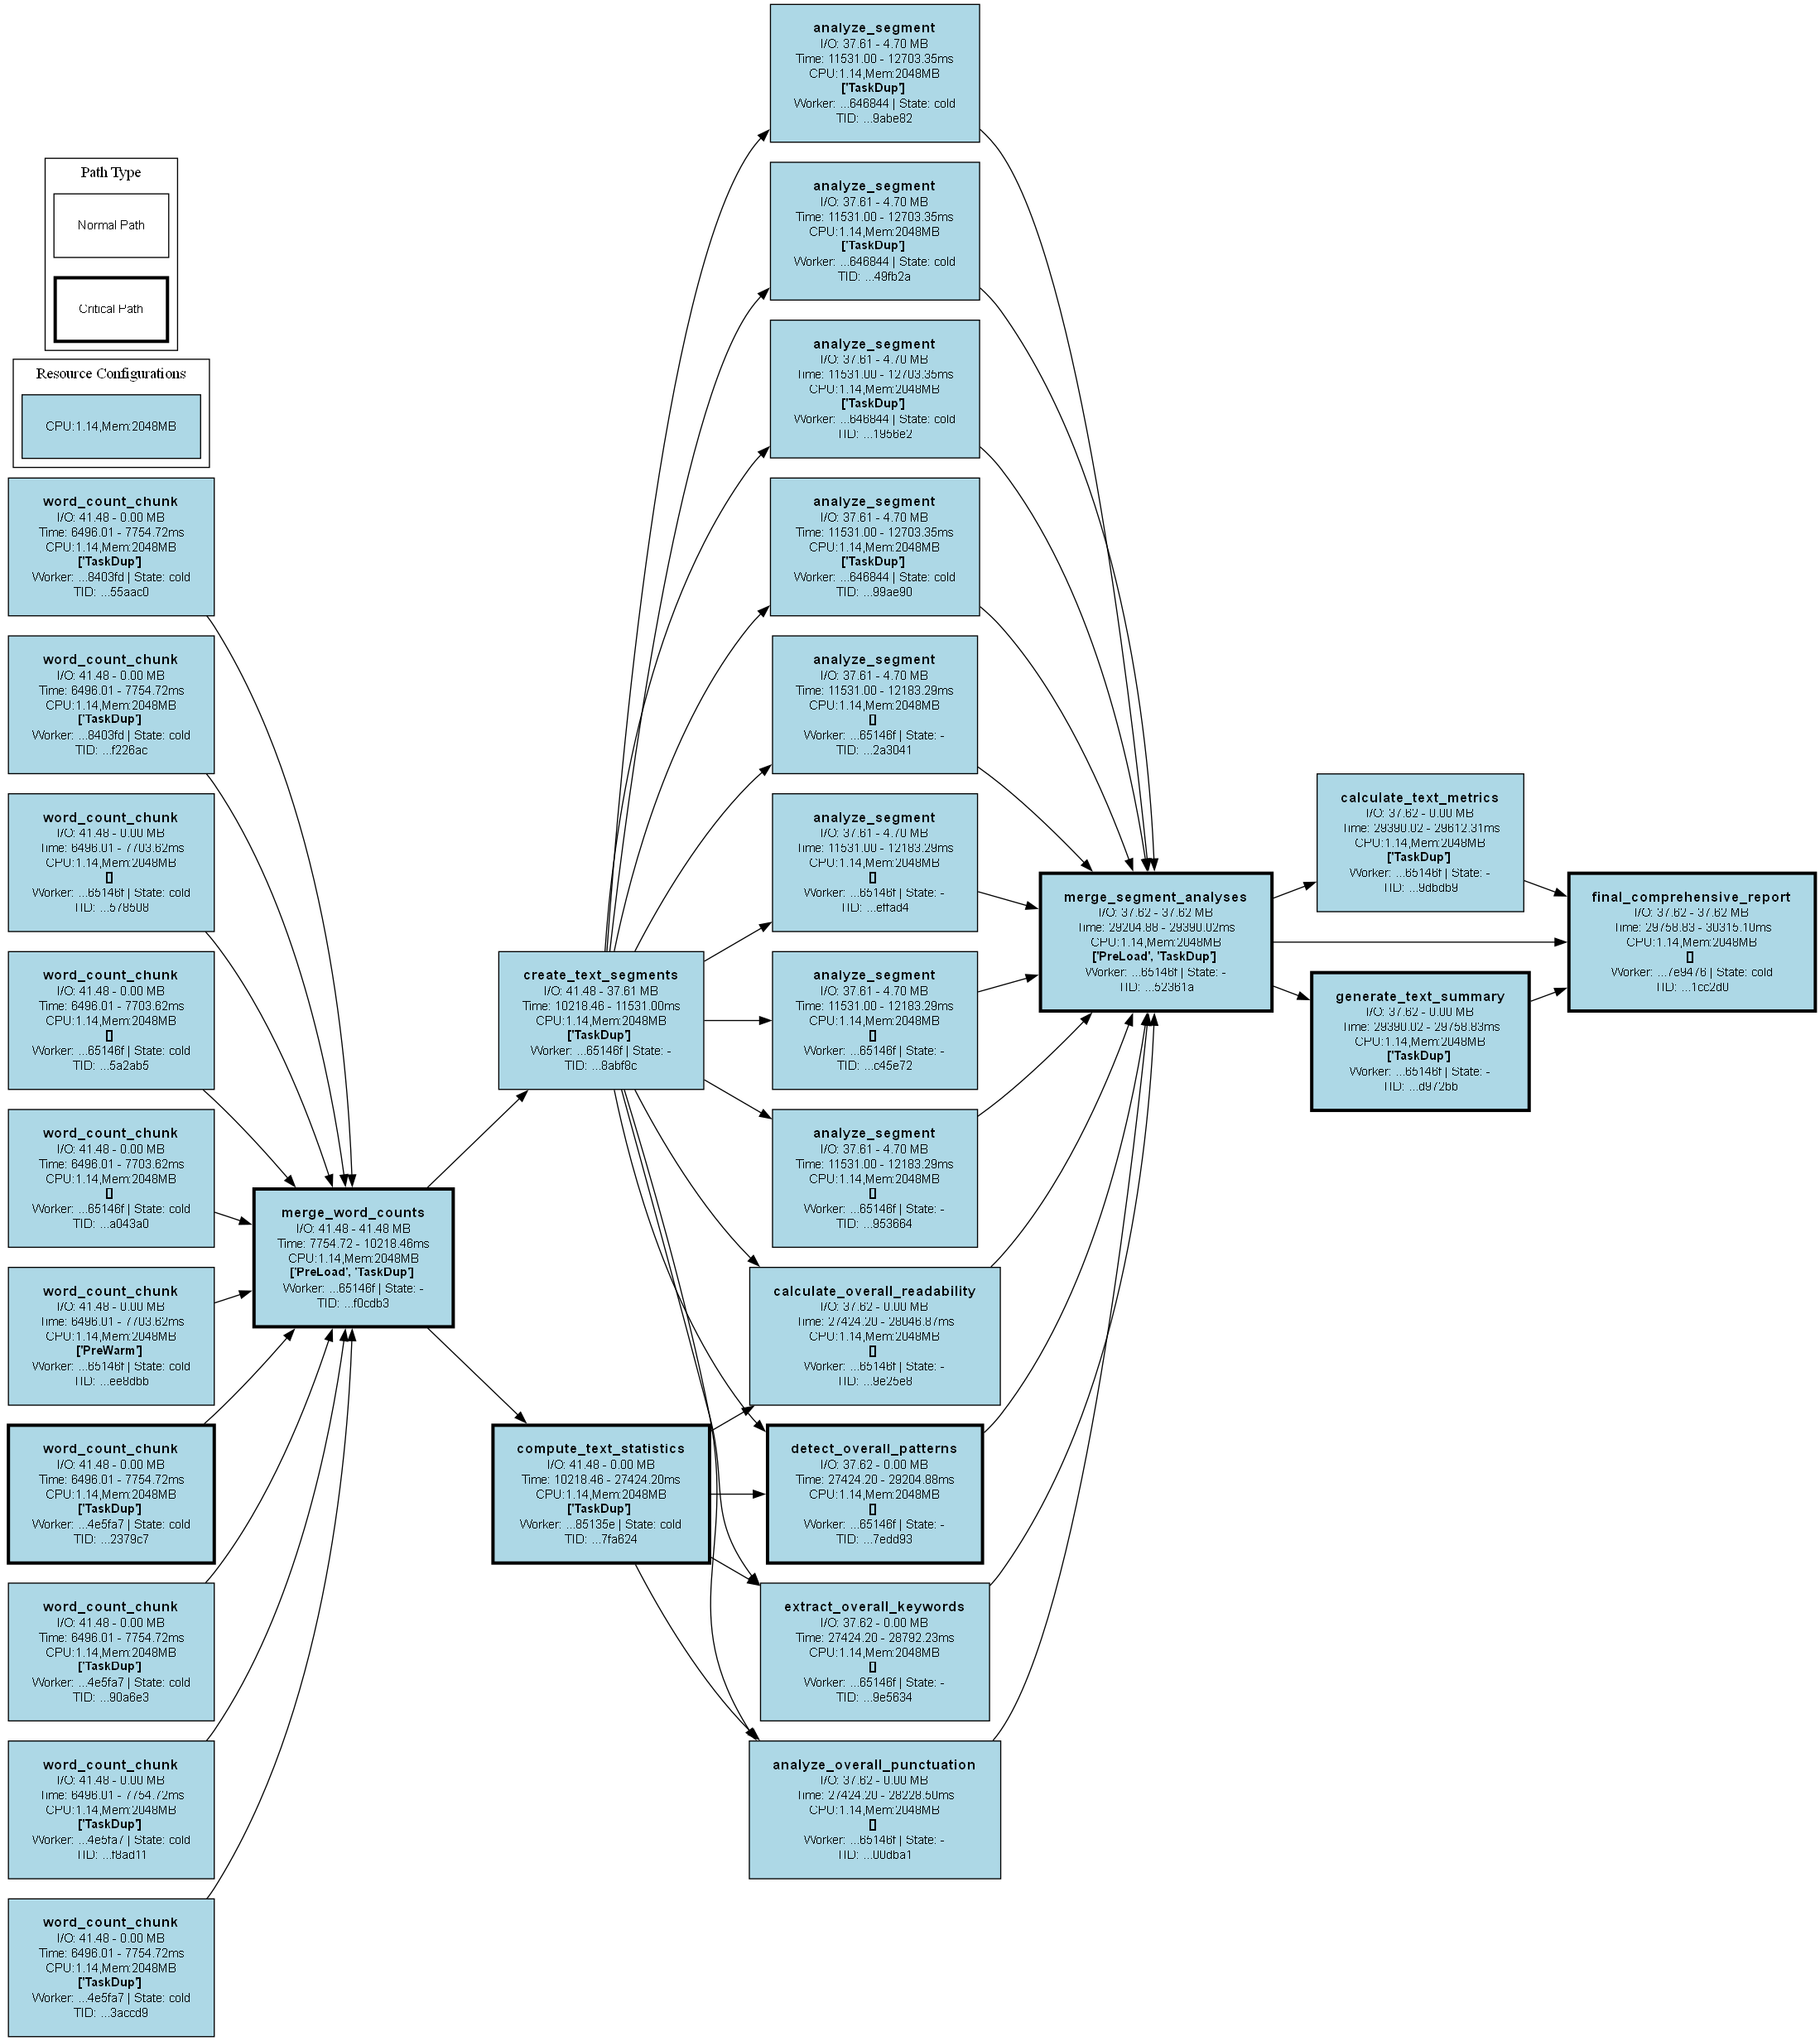 Path Type
Normal Path
Critical Path
Resource Configurations
CPU:1.14,Mem:2048MB
word_count_chunk
I/O: 41.48 - 0.00 MB
Time: 6496.01 - 7754.72ms
CPU:1.14,Mem:2048MB
['TaskDup']
Worker: ...8403fd | State: cold
TID: ...55aac0
word_count_chunk
I/O: 41.48 - 0.00 MB
Time: 6496.01 - 7754.72ms
CPU:1.14,Mem:2048MB
['TaskDup']
Worker: ...8403fd | State: cold
TID: ...f226ac
word_count_chunk
I/O: 41.48 - 0.00 MB
Time: 6496.01 - 7703.62ms
CPU:1.14,Mem:2048MB
[]
Worker: ...65146f | State: cold
TID: ...578508
word_count_chunk
I/O: 41.48 - 0.00 MB
Time: 6496.01 - 7703.62ms
CPU:1.14,Mem:2048MB
[]
Worker: ...65146f | State: cold
TID: ...5a2ab5
word_count_chunk
I/O: 41.48 - 0.00 MB
Time: 6496.01 - 7703.62ms
CPU:1.14,Mem:2048MB
[]
Worker: ...65146f | State: cold
TID: ...a043a0
word_count_chunk
I/O: 41.48 - 0.00 MB
Time: 6496.01 - 7703.62ms
CPU:1.14,Mem:2048MB
['PreWarm']
Worker: ...65146f | State: cold
TID: ...ee8dbb
word_count_chunk
I/O: 41.48 - 0.00 MB
Time: 6496.01 - 7754.72ms
CPU:1.14,Mem:2048MB
['TaskDup']
Worker: ...4e5fa7 | State: cold
TID: ...2379c7
word_count_chunk
I/O: 41.48 - 0.00 MB
Time: 6496.01 - 7754.72ms
CPU:1.14,Mem:2048MB
['TaskDup']
Worker: ...4e5fa7 | State: cold
TID: ...90a6e3
word_count_chunk
I/O: 41.48 - 0.00 MB
Time: 6496.01 - 7754.72ms
CPU:1.14,Mem:2048MB
['TaskDup']
Worker: ...4e5fa7 | State: cold
TID: ...f8ad11
word_count_chunk
I/O: 41.48 - 0.00 MB
Time: 6496.01 - 7754.72ms
CPU:1.14,Mem:2048MB
['TaskDup']
Worker: ...4e5fa7 | State: cold
TID: ...3accd9
merge_word_counts
I/O: 41.48 - 41.48 MB
Time: 7754.72 - 10218.46ms
CPU:1.14,Mem:2048MB
['PreLoad', 'TaskDup']
Worker: ...65146f | State: -
TID: ...f0cdb3
create_text_segments
I/O: 41.48 - 37.61 MB
Time: 10218.46 - 11531.00ms
CPU:1.14,Mem:2048MB
['TaskDup']
Worker: ...65146f | State: -
TID: ...8abf8c
compute_text_statistics
I/O: 41.48 - 0.00 MB
Time: 10218.46 - 27424.20ms
CPU:1.14,Mem:2048MB
['TaskDup']
Worker: ...85135e | State: cold
TID: ...7fa624
analyze_segment
I/O: 37.61 - 4.70 MB
Time: 11531.00 - 12703.35ms
CPU:1.14,Mem:2048MB
['TaskDup']
Worker: ...646844 | State: cold
TID: ...9abe82
analyze_segment
I/O: 37.61 - 4.70 MB
Time: 11531.00 - 12703.35ms
CPU:1.14,Mem:2048MB
['TaskDup']
Worker: ...646844 | State: cold
TID: ...49fb2a
analyze_segment
I/O: 37.61 - 4.70 MB
Time: 11531.00 - 12703.35ms
CPU:1.14,Mem:2048MB
['TaskDup']
Worker: ...646844 | State: cold
TID: ...1956e2
analyze_segment
I/O: 37.61 - 4.70 MB
Time: 11531.00 - 12703.35ms
CPU:1.14,Mem:2048MB
['TaskDup']
Worker: ...646844 | State: cold
TID: ...99ae90
analyze_segment
I/O: 37.61 - 4.70 MB
Time: 11531.00 - 12183.29ms
CPU:1.14,Mem:2048MB
[]
Worker: ...65146f | State: -
TID: ...2a3041
analyze_segment
I/O: 37.61 - 4.70 MB
Time: 11531.00 - 12183.29ms
CPU:1.14,Mem:2048MB
[]
Worker: ...65146f | State: -
TID: ...effad4
analyze_segment
I/O: 37.61 - 4.70 MB
Time: 11531.00 - 12183.29ms
CPU:1.14,Mem:2048MB
[]
Worker: ...65146f | State: -
TID: ...c45e72
analyze_segment
I/O: 37.61 - 4.70 MB
Time: 11531.00 - 12183.29ms
CPU:1.14,Mem:2048MB
[]
Worker: ...65146f | State: -
TID: ...953664
calculate_overall_readability
I/O: 37.62 - 0.00 MB
Time: 27424.20 - 28046.87ms
CPU:1.14,Mem:2048MB
[]
Worker: ...65146f | State: -
TID: ...9e25e8
detect_overall_patterns
I/O: 37.62 - 0.00 MB
Time: 27424.20 - 29204.88ms
CPU:1.14,Mem:2048MB
[]
Worker: ...65146f | State: -
TID: ...7edd93
extract_overall_keywords
I/O: 37.62 - 0.00 MB
Time: 27424.20 - 28792.23ms
CPU:1.14,Mem:2048MB
[]
Worker: ...65146f | State: -
TID: ...9e5634
analyze_overall_punctuation
I/O: 37.62 - 0.00 MB
Time: 27424.20 - 28228.50ms
CPU:1.14,Mem:2048MB
[]
Worker: ...65146f | State: -
TID: ...00dba1
merge_segment_analyses
I/O: 37.62 - 37.62 MB
Time: 29204.88 - 29390.02ms
CPU:1.14,Mem:2048MB
['PreLoad', 'TaskDup']
Worker: ...65146f | State: -
TID: ...52361a
calculate_text_metrics
I/O: 37.62 - 0.00 MB
Time: 29390.02 - 29612.31ms
CPU:1.14,Mem:2048MB
['TaskDup']
Worker: ...65146f | State: -
TID: ...9dbdb9
generate_text_summary
I/O: 37.62 - 0.00 MB
Time: 29390.02 - 29758.83ms
CPU:1.14,Mem:2048MB
['TaskDup']
Worker: ...65146f | State: -
TID: ...d972bb
final_comprehensive_report
I/O: 37.62 - 37.62 MB
Time: 29758.83 - 30315.10ms
CPU:1.14,Mem:2048MB
[]
Worker: ...7e9476 | State: cold
TID: ...1cc2d0